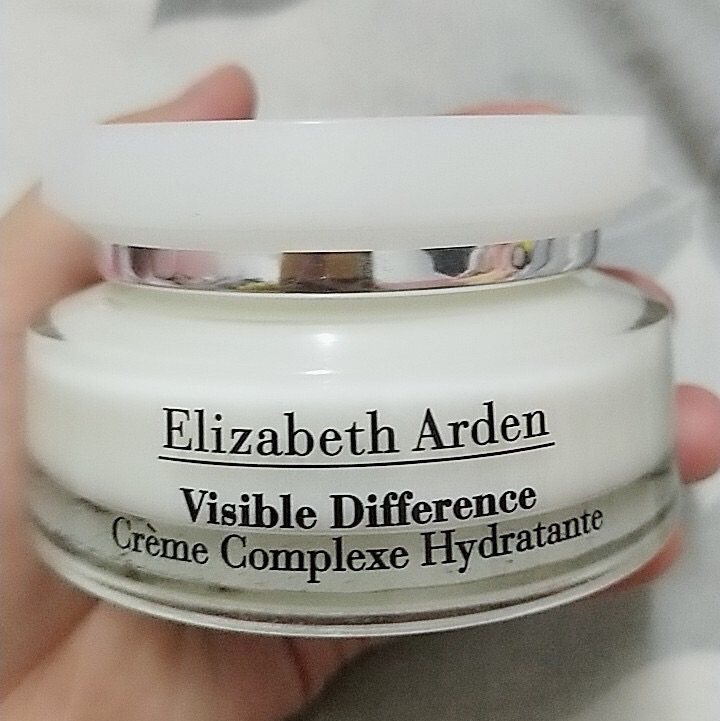 Elizabeth Arden
Visible Difference
Crème Complexe Hydratante